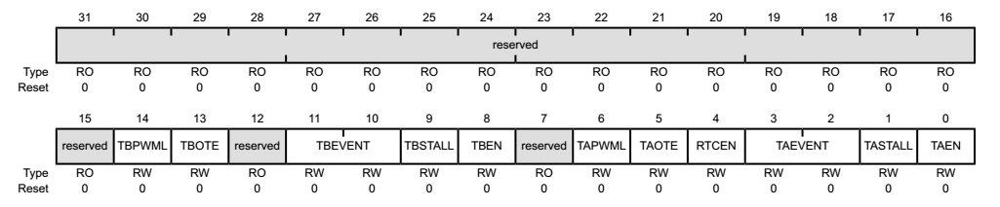 31 30 29 28 27 26 25 24 23 22 21 20 19 18 17 16
reserved
Type RO RO RO RO RO RO RO RO RO RO RO RO RO RO RO RO
Reset 0 0 0 0 0 0 0 0 0 0 0 0 0 0 0 0
15 14 13 12 11 10 9 8 7 6 5 4 3 2 1 0
reserved TBPWML TBOTE reserved TBEVENT TBSTALL TBEN reserved TAPWML TAOTE RTCEN TAEVENT TASTALL TAEN
Type RO RW RW RO RW RW RW RW RO RW RW RW RW RW RW RW
Reset 0 0 0 0 0 0 0 0 0 0 0 0 0 0 0 0